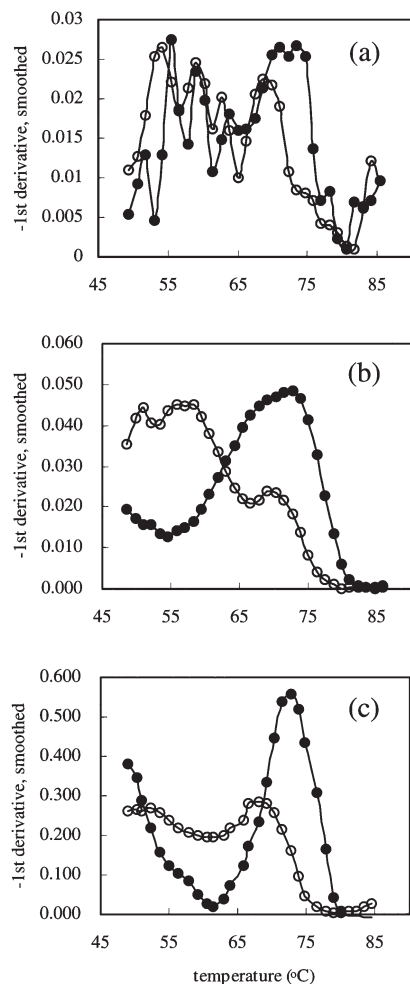 0.03
0.025
0.02
0.015
0.01
0.005
0
-1st derivative, smoothed
(a)
45 55 65 75 85
0.060
0.050
0.040
0.030
0.020
0.010
0.000
-1st derivative, smoothed
(b)
45 55 65 75 85
0.600
0.500
0.400
0.300
0.200
0.100
0.000
-1st derivative, smoothed
(c)
45 55 65 75 85
temperature (ºC)